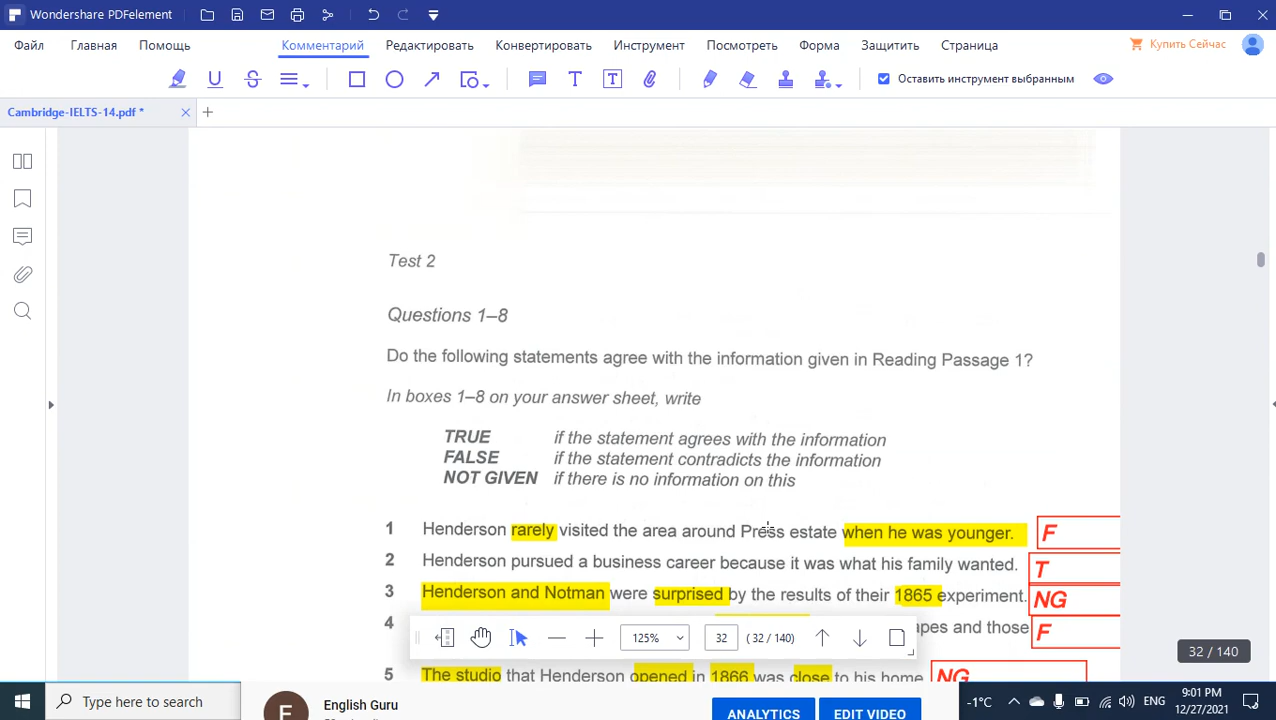 Wondershare PDFelement
Файл Главная Помощь Комментарий Редактировать Конвертировать Инструмент Посмотреть Форма Защитить Страница Купить Сейчас
T T Оставить инструмент выбранным
Cambridge-IELTS-14.pdf *
Test 2
Questions 1–8
Do the following statements agree with the information given in Reading Passage 1?
In boxes 1–8 on your answer sheet, write
TRUE if the statement agrees with the information
FALSE if the statement contradicts the information
NOT GIVEN if there is no information on this
1 Henderson rarely visited the area around Press estate when he was younger. F
2 Henderson pursued a business career because it was what his family wanted. T
3 Henderson and Notman were surprised by the results of their 1865 experiment. NG
4 apes and those F
125% 32 (32 / 140)
32 / 140
5 The studio that Henderson opened in 1866 was close to his home NG
Type here to search
E English Guru
ANALYTICS EDIT VIDEO
-1°C ENG 9:01 PM 12/27/2021